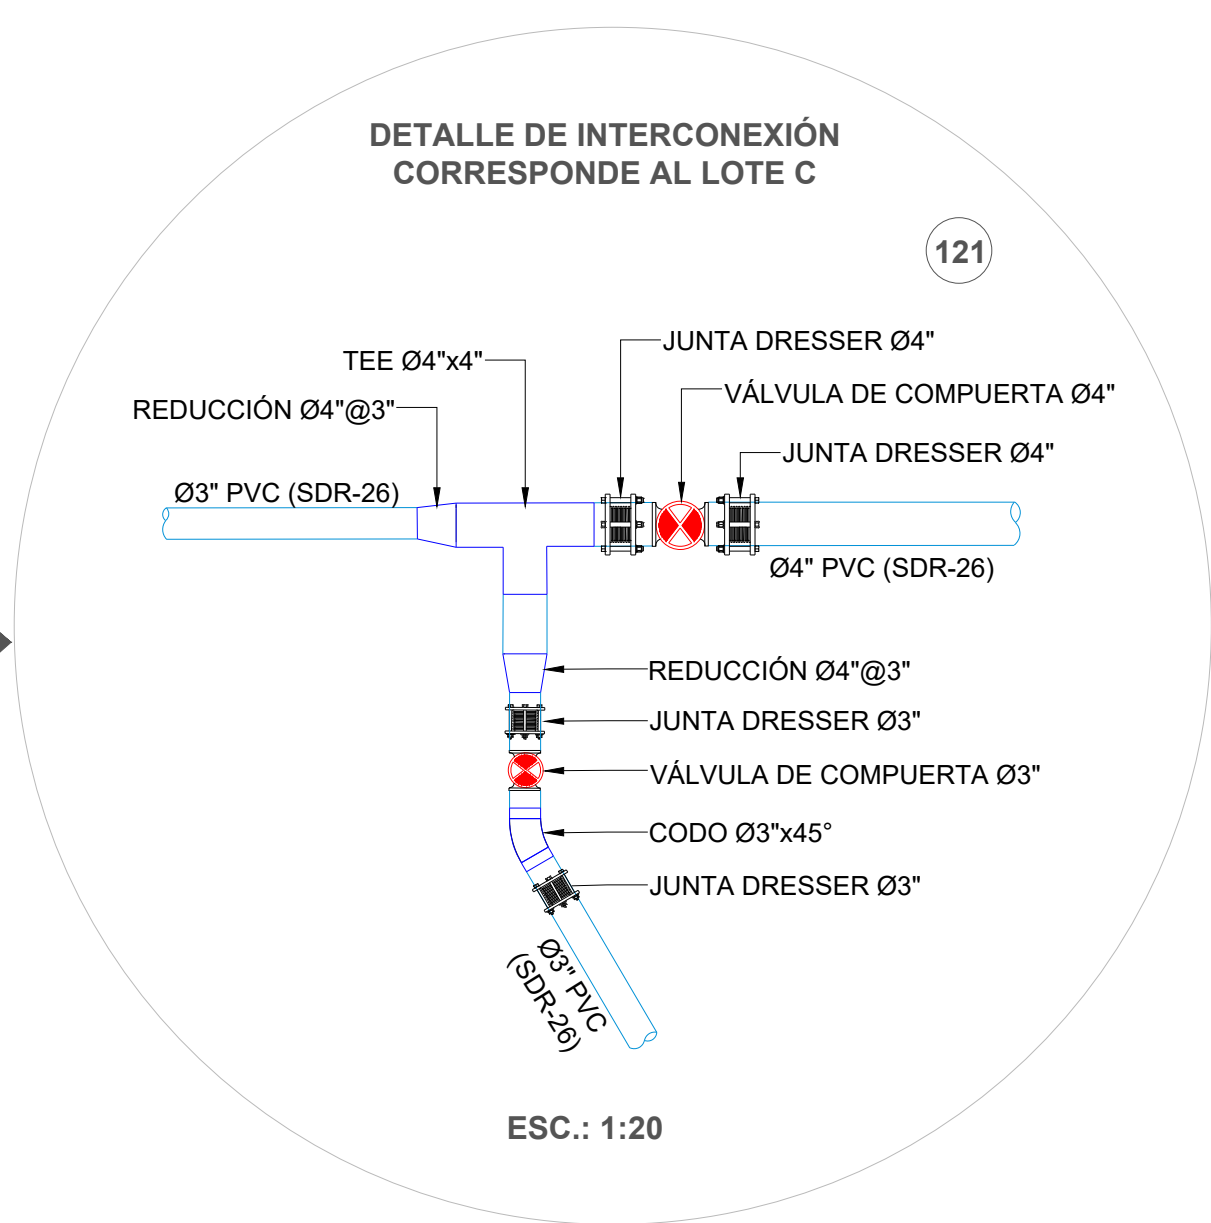 DETALLE DE INTERCONEXIÓN
CORRESPONDE AL LOTE C
121
JUNTA DRESSER Ø4"
TEE Ø4"x4"
VÁLVULA DE COMPUERTA Ø4"
REDUCCIÓN Ø4"@3"
JUNTA DRESSER Ø4"
Ø3" PVC (SDR-26)
Ø4" PVC (SDR-26)
REDUCCIÓN Ø4"@3"
JUNTA DRESSER Ø3"
VÁLVULA DE COMPUERTA Ø3"
CODO Ø3"x45°
JUNTA DRESSER Ø3"
Ø3" PVC
(SDR-26)
ESC.: 1:20